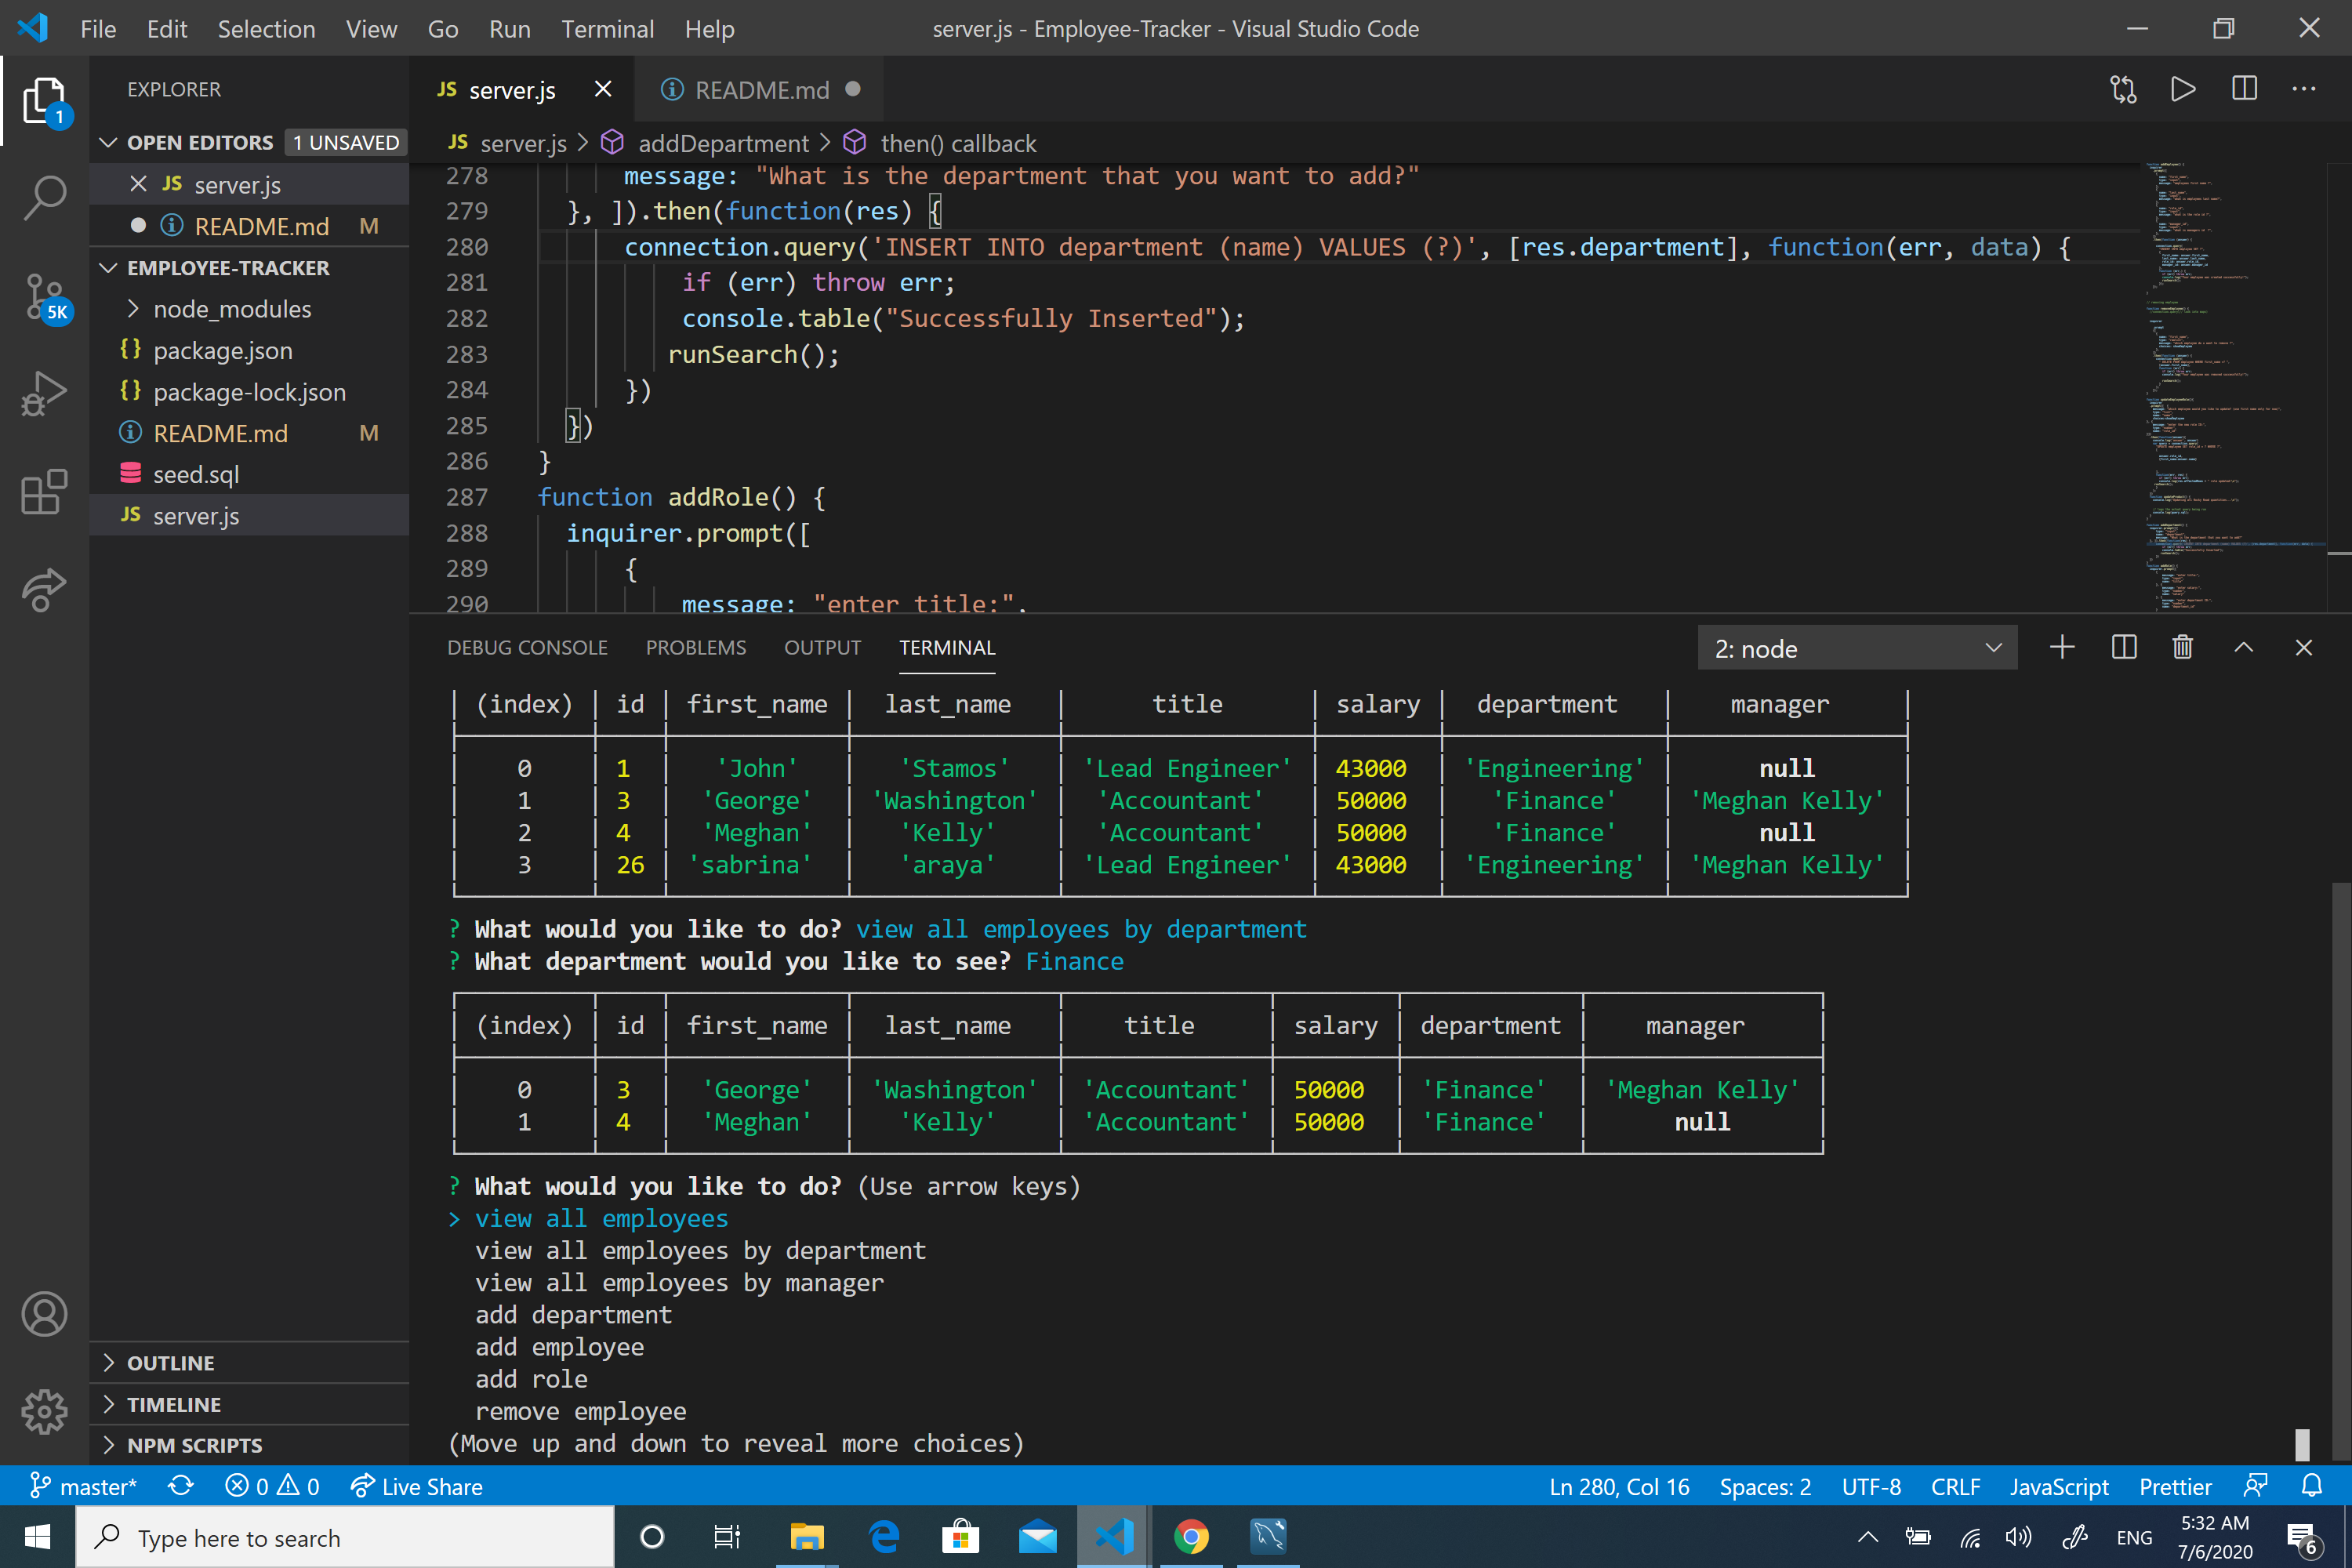 File Edit Selection View Go Run Terminal Help server.js - Employee-Tracker - Visual Studio Code
EXPLORER
OPEN EDITORS 1 UNSAVED
JS server.js
README.md M
EMPLOYEE-TRACKER
node_modules
{} package.json
{} package-lock.json
README.md M
seed.sql
JS server.js
OUTLINE
TIMELINE
NPM SCRIPTS
1
5K
JS server.js README.md
JS server.js > addDepartment > then() callback
278 message: "What is the department that you want to add?"
279 }, ]).then(function(res) {
280 connection.query('INSERT INTO department (name) VALUES (?)', [res.department], function(err, data) {
281 if (err) throw err;
282 console.table("Successfully Inserted");
283 runSearch();
284 })
285 })
286 }
287 function addRole() {
288 inquirer.prompt([
289 {
290 message: "enter title:",
DEBUG CONSOLE PROBLEMS OUTPUT TERMINAL 2: node
(index) id first_name last_name title salary department manager
0 1 'John' 'Stamos' 'Lead Engineer' 43000 'Engineering' null
1 3 'George' 'Washington' 'Accountant' 50000 'Finance' 'Meghan Kelly'
2 4 'Meghan' 'Kelly' 'Accountant' 50000 'Finance' null
3 26 'sabrina' 'araya' 'Lead Engineer' 43000 'Engineering' 'Meghan Kelly'
? What would you like to do? view all employees by department
? What department would you like to see? Finance
(index) id first_name last_name title salary department manager
0 3 'George' 'Washington' 'Accountant' 50000 'Finance' 'Meghan Kelly'
1 4 'Meghan' 'Kelly' 'Accountant' 50000 'Finance' null
? What would you like to do? (Use arrow keys)
> view all employees
view all employees by department
view all employees by manager
add department
add employee
add role
remove employee
(Move up and down to reveal more choices)
master* 0 0 Live Share Ln 280, Col 16 Spaces: 2 UTF-8 CRLF JavaScript Prettier
Type here to search ENG 5:32 AM
7/6/2020 6